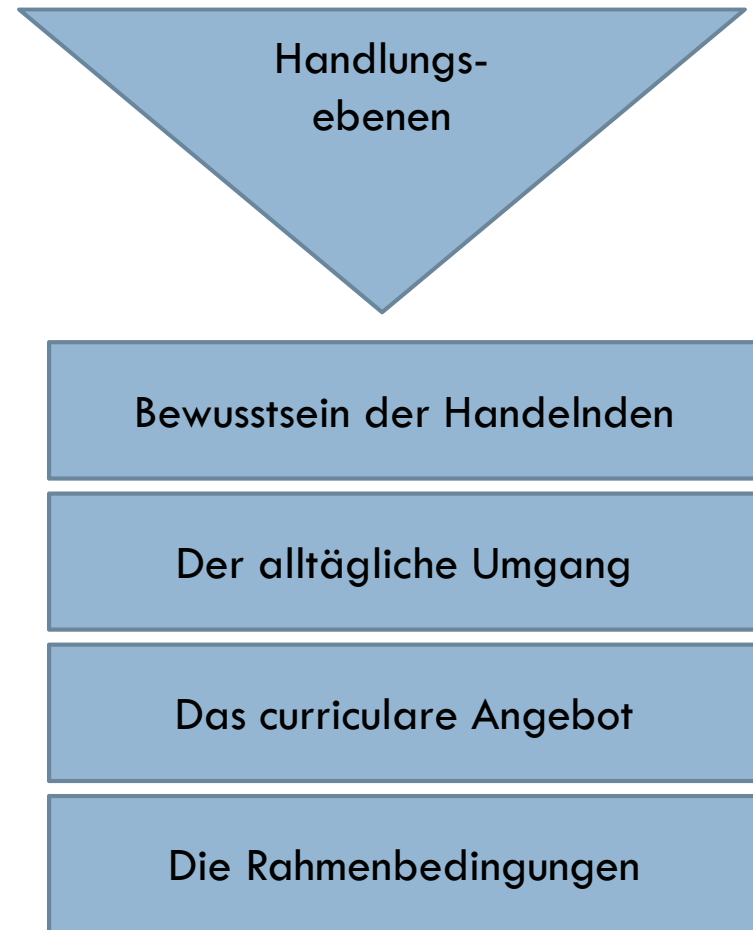 Handlungs-
ebenen
Bewusstsein der Handelnden
Der alltägliche Umgang
Das curriculare Angebot
Die Rahmenbedingungen